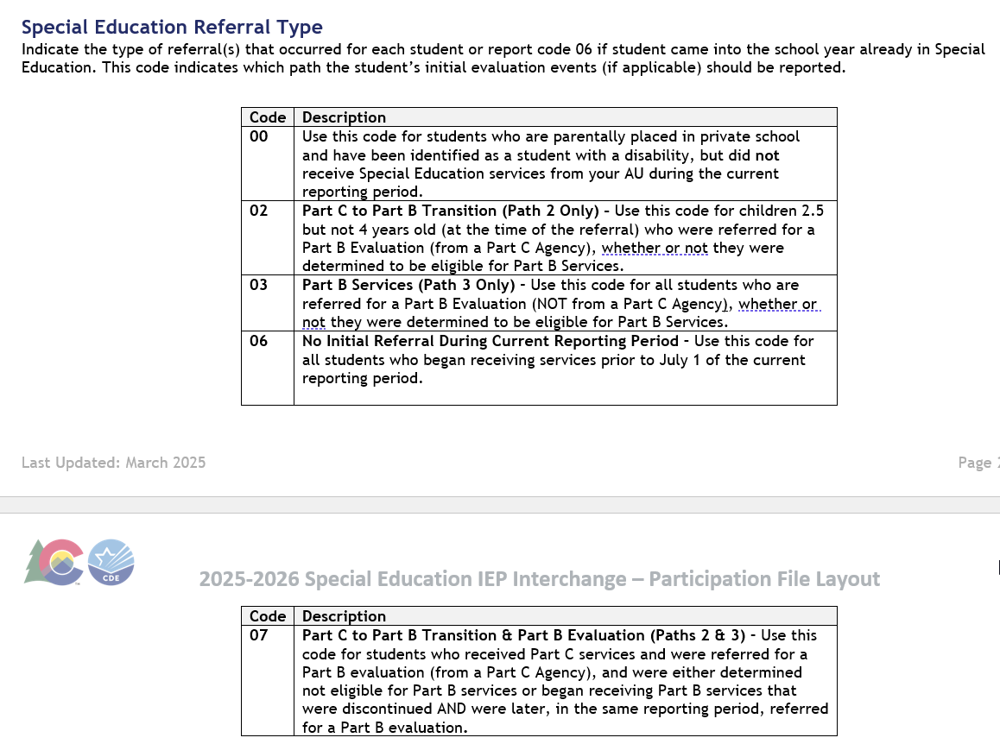 Special Education Referral Type
Indicate the type of referral(s) that occurred for each student or report code 06 if student came into the school year already in Special
Education. This code indicates which path the student's initial evaluation events (if applicable) should be reported.
Code Description
00 Use this code for students who are parentally placed in private school
and have been identified as a student with a disability, but did not
receive Special Education services from your AU during the current
reporting period.
02 Part C to Part B Transition (Path 2 Only) – Use this code for children 2.5
but not 4 years old (at the time of the referral) who were referred for a
Part B Evaluation (from a Part C Agency), whether or not they were
determined to be eligible for Part B Services.
03 Part B Services (Path 3 Only) – Use this code for all students who are
referred for a Part B Evaluation (NOT from a Part C Agency), whether or
not they were determined to be eligible for Part B Services.
06 No Initial Referral During Current Reporting Period – Use this code for
all students who began receiving services prior to July 1 of the current
reporting period.
Last Updated: March 2025
Page
CDE
2025-2026 Special Education IEP Interchange – Participation File Layout
Code Description
07 Part C to Part B Transition & Part B Evaluation (Paths 2 & 3) – Use this
code for students who received Part C services and were referred for a
Part B evaluation (from a Part C Agency), and were either determined
not eligible for Part B services or began receiving Part B services that
were discontinued AND were later, in the same reporting period, referred
for a Part B evaluation.